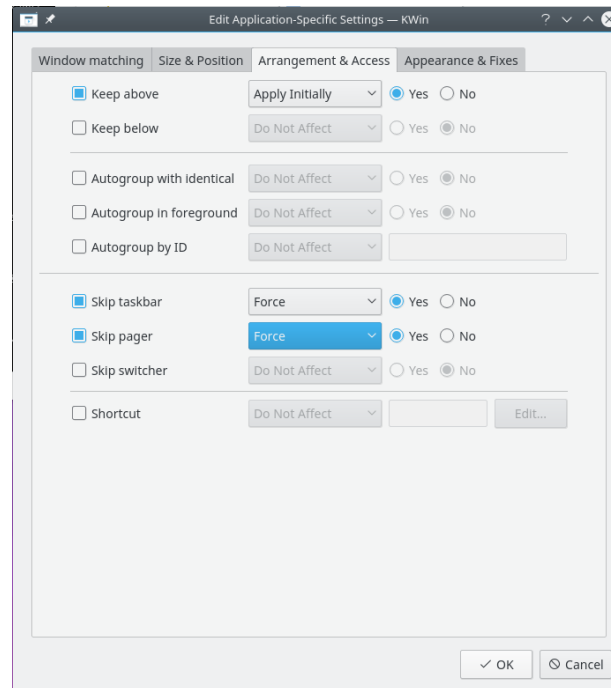 Edit Application-Specific Settings — KWin
Window matching Size & Position Arrangement & Access Appearance & Fixes
Keep above Apply Initially Yes No
Keep below Do Not Affect Yes No
Autogroup with identical Do Not Affect Yes No
Autogroup in foreground Do Not Affect Yes No
Autogroup by ID Do Not Affect
Skip taskbar Force Yes No
Skip pager Force Yes No
Skip switcher Do Not Affect Yes No
Shortcut Do Not Affect Edit...
OK Cancel